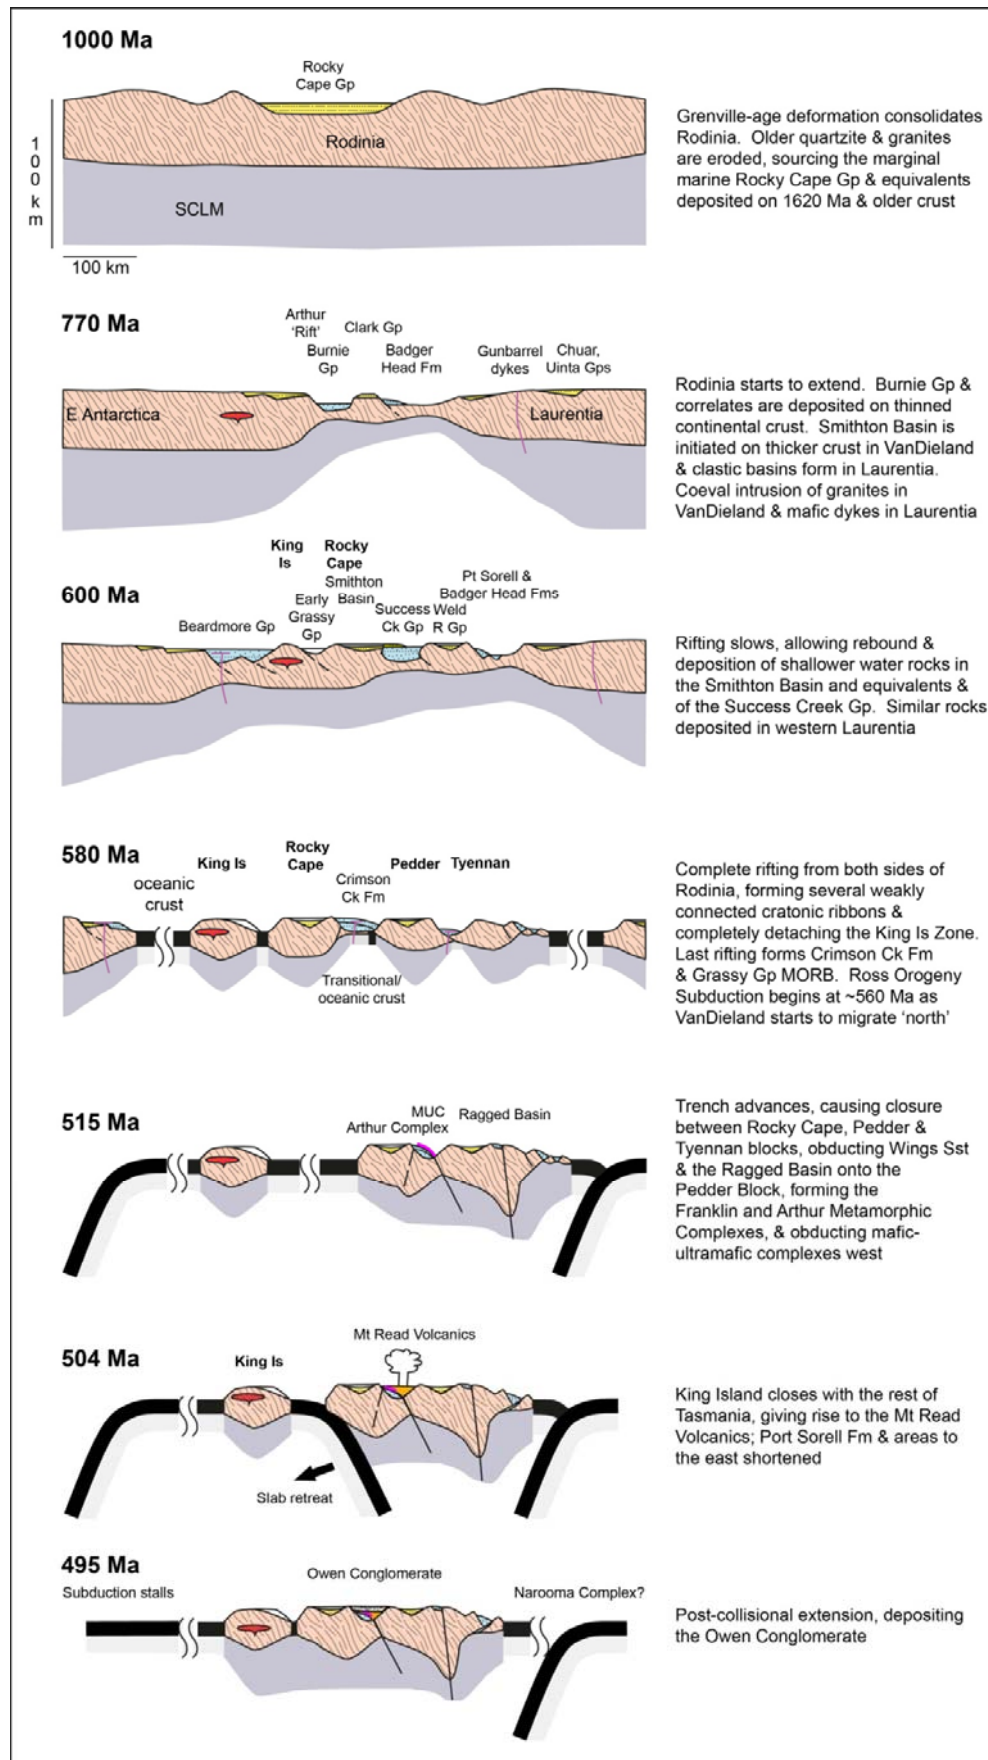 1000 Ma
Rocky
Cape Gp
Rodinia
SCLM
100 km
100 km
Grenville-age deformation consolidates
Rodinia. Older quartzite & granites
are eroded, sourcing the marginal
marine Rocky Cape Gp & equivalents
deposited on 1620 Ma & older crust
770 Ma
Arthur
'Rift'
Burnie
Gp
Clark Gp
Badger
Head Fm
Gunbarrel
dykes
Chuar,
Uinta Gps
E Antarctica
Laurentia
Rodinia starts to extend. Burnie Gp &
correlates are deposited on thinned
continental crust. Smithton Basin is
initiated on thicker crust in VanDieland
& clastic basins form in Laurentia.
Coeval intrusion of granites in
VanDieland & mafic dykes in Laurentia
600 Ma
Beardmore Gp
King
Is
Early
Grassy
Gp
Rocky
Cape
Smithton
Basin
Success
Ck Gp
Weld
R Gp
Pt Sorell &
Badger Head Fms
Rifting slows, allowing rebound &
deposition of shallower water rocks in
the Smithton Basin and equivalents &
of the Success Creek Gp. Similar rocks
deposited in western Laurentia
580 Ma
oceanic
crust
King Is
Rocky
Cape
Crimson
Ck Fm
Pedder
Tyennan
Transitional/
oceanic crust
Complete rifting from both sides of
Rodinia, forming several weakly
connected cratonic ribbons &
completely detaching the King Is Zone.
Last rifting forms Crimson Ck Fm
& Grassy Gp MORB. Ross Orogeny
Subduction begins at ~560 Ma as
VanDieland starts to migrate 'north'
515 Ma
MUC
Arthur Complex
Ragged Basin
Trench advances, causing closure
between Rocky Cape, Pedder &
Tyennan blocks, obducting Wings Sst
& the Ragged Basin onto the
Pedder Block, forming the
Franklin and Arthur Metamorphic
Complexes, & obducting mafic-
ultramafic complexes west
504 Ma
King Is
Mt Read Volcanics
Slab retreat
King Island closes with the rest of
Tasmania, giving rise to the Mt Read
Volcanics; Port Sorell Fm & areas to
the east shortened
495 Ma
Subduction stalls
Owen Conglomerate
Narooma Complex?
Post-collisional extension, depositing
the Owen Conglomerate